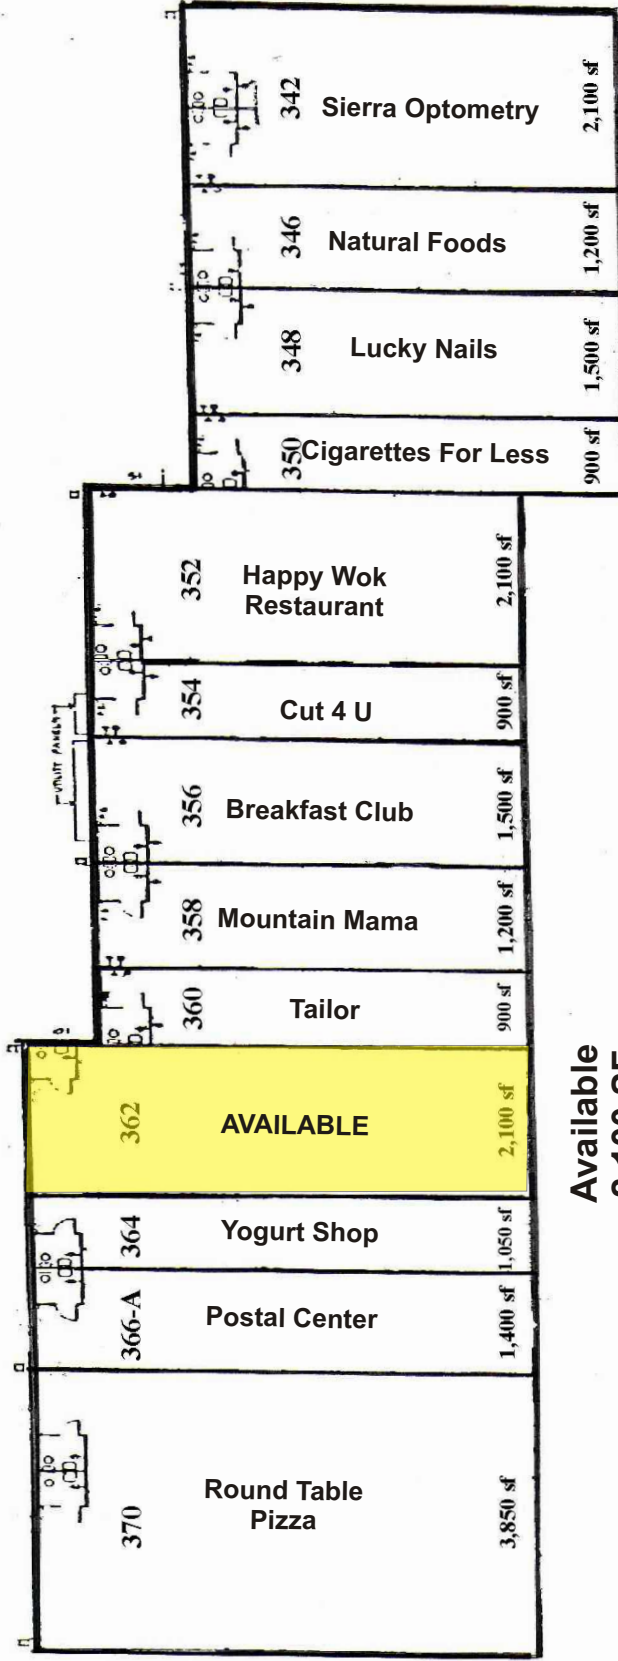 342
Sierra Optometry
2,100 sf
346
Natural Foods
1,200 sf
348
Lucky Nails
1,500 sf
350
Cigarettes For Less
900 sf
352
Happy Wok
Restaurant
2,100 sf
354
Cut 4 U
900 sf
UTILITY PANELS
356
Breakfast Club
1,500 sf
358
Mountain Mama
1,200 sf
360
Tailor
900 sf
362
AVAILABLE
2,100 sf
Available
364
Yogurt Shop
1,050 sf
366-A
Postal Center
1,400 sf
370
Round Table
Pizza
3,850 sf